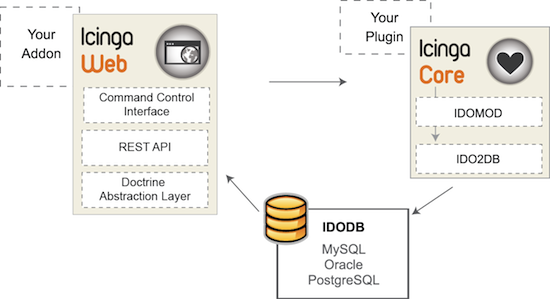 Your
Addon
Icinga
Web
Command Control
Interface
REST API
Doctrine
Abstraction Layer
Your
Plugin
Icinga
Core
IDOMOD
IDO2DB
IDODB
MySQL
Oracle
PostgreSQL